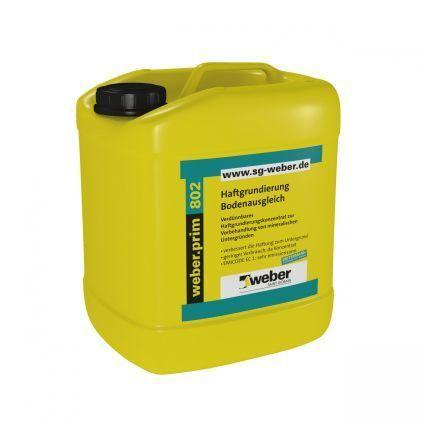 www.sg-weber.de
weber.prim 802
Haftgrundierung
Bodenausgleich
Verdünnbares
Haftgrundierungskonzentrat zur
Vorbehandlung von mineralischen
Untergründen
• verbessert die Haftung zum Untergrund
• geringer Verbrauch, da Konzentrat
• EMICODE EC 1: sehr emissionsarm
weber
SAINT-GOBAIN